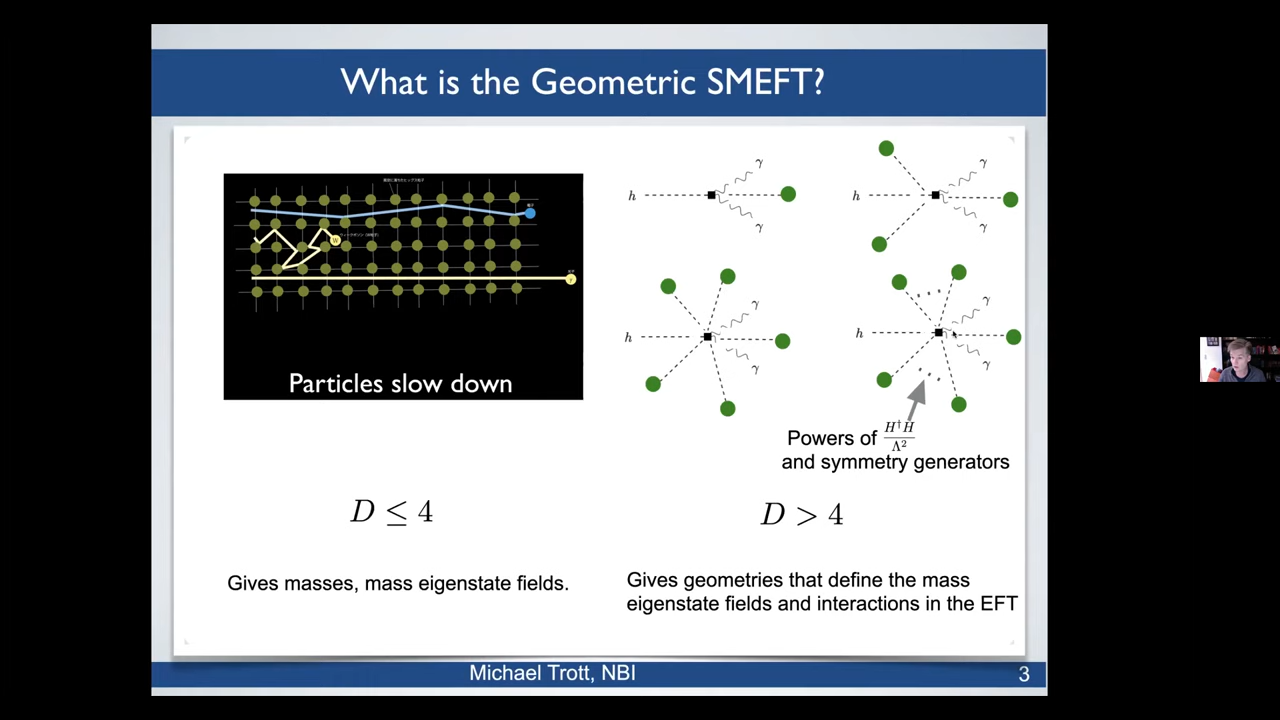 What is the Geometric SMEFT?
W
γ
Particles slow down
h
γ
γ
h
γ
γ
h
γ
γ
h
γ
γ
Powers of H†H/Λ²
and symmetry generators
D ≤ 4
D > 4
Gives masses, mass eigenstate fields.
Gives geometries that define the mass
eigenstate fields and interactions in the EFT
Michael Trott, NBI
3